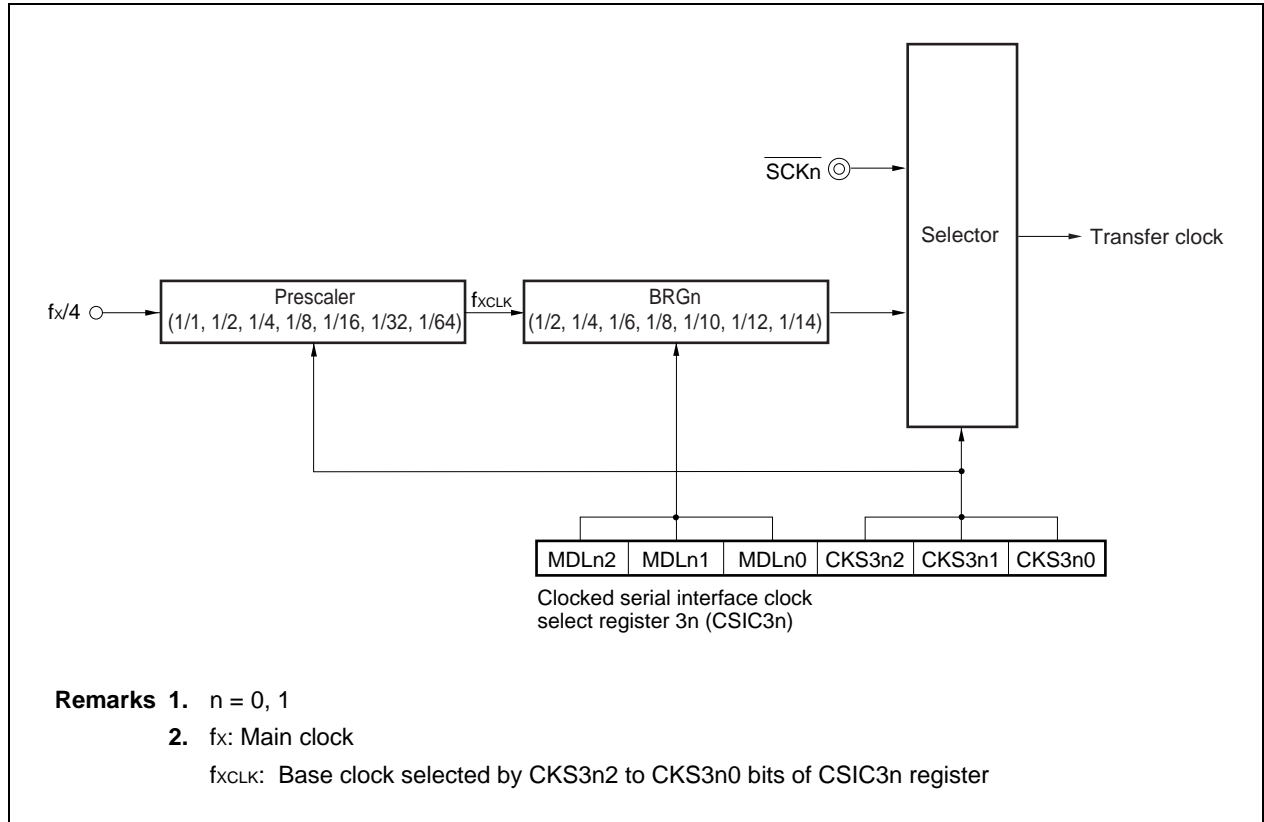 SCKn
Selector
Transfer clock
fx/4
Prescaler
(1/1, 1/2, 1/4, 1/8, 1/16, 1/32, 1/64)
fXCLK
BRGn
(1/2, 1/4, 1/6, 1/8, 1/10, 1/12, 1/14)
MDLn2 MDLn1 MDLn0 CKS3n2 CKS3n1 CKS3n0
Clocked serial interface clock
select register 3n (CSIC3n)
Remarks 1. n = 0, 1
2. fx: Main clock
fXCLK: Base clock selected by CKS3n2 to CKS3n0 bits of CSIC3n register